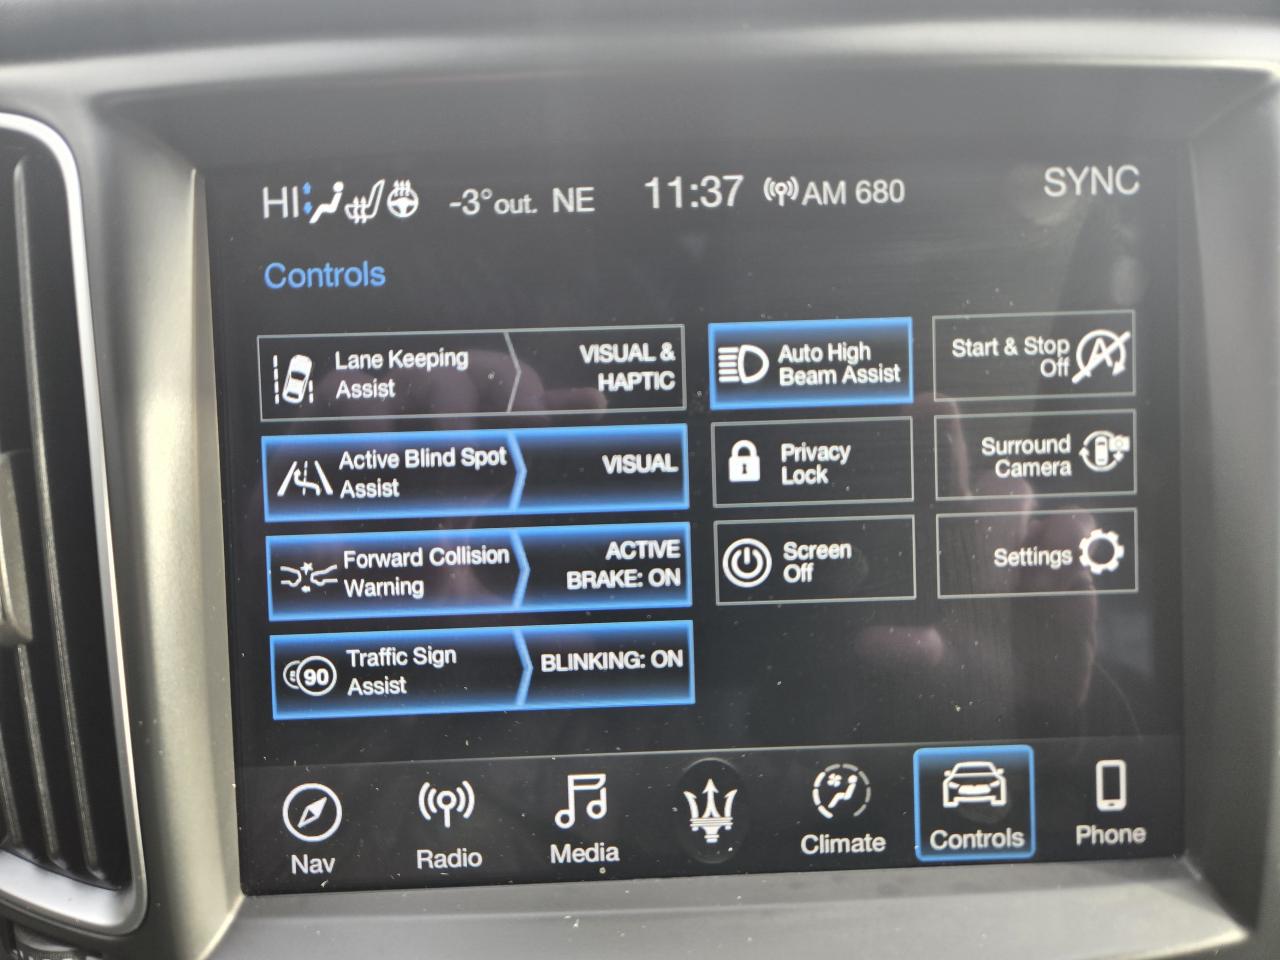 HI -3°out. NE 11:37 AM 680 SYNC
Controls
Lane Keeping
Assist
VISUAL &
HAPTIC
Auto High
Beam Assist
Start & Stop
Off
Active Blind Spot
Assist
VISUAL
Privacy
Lock
Surround
Camera
Forward Collision
Warning
ACTIVE
BRAKE: ON
Screen
Off
Settings
90
Traffic Sign
Assist
BLINKING: ON
Nav
Radio
Media
Climate
Controls
Phone